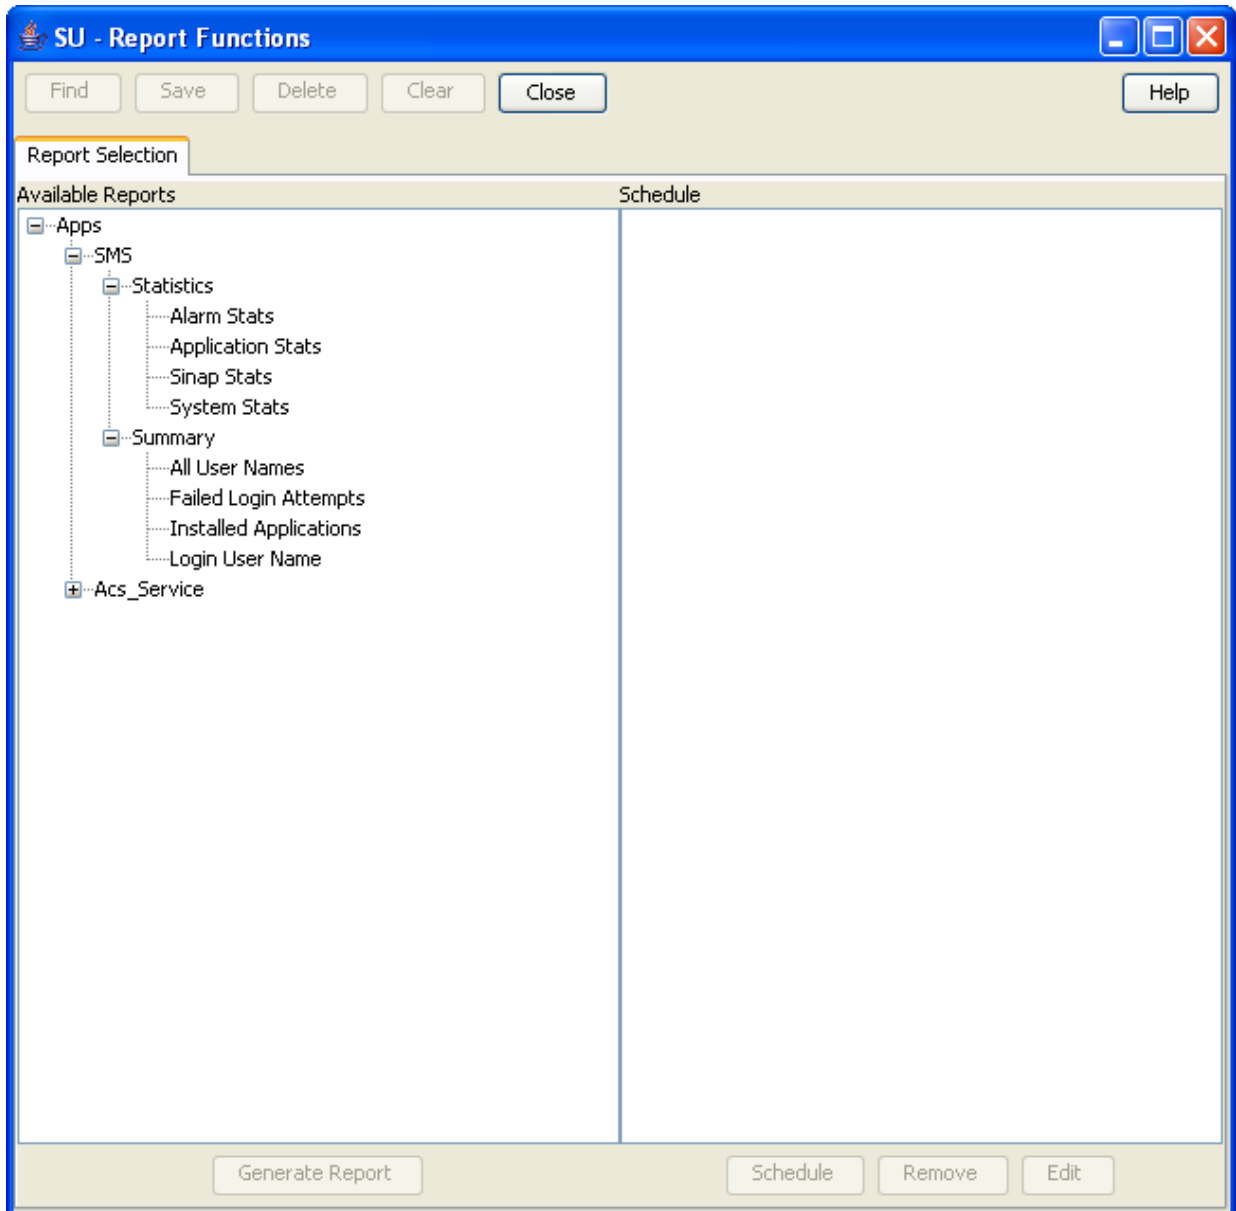 SU - Report Functions
Find Save Delete Clear Close Help
Report Selection
Available Reports Schedule
Apps
SMS
Statistics
Alarm Stats
Application Stats
Sinap Stats
System Stats
Summary
All User Names
Failed Login Attempts
Installed Applications
Login User Name
Acs_Service
Generate Report Schedule Remove Edit